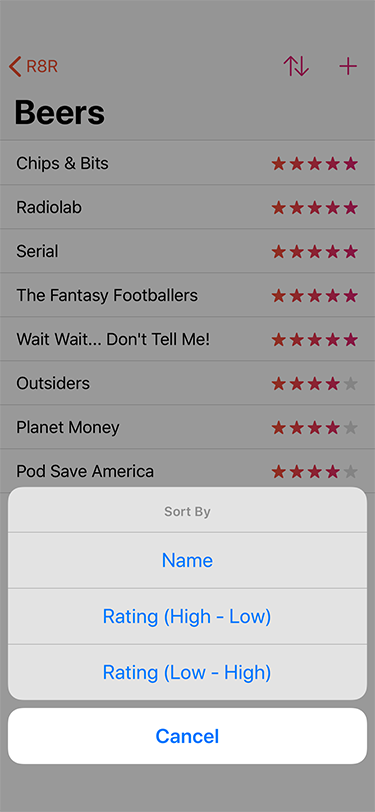 R8R
Beers
Chips & Bits
Radiolab
Serial
The Fantasy Footballers
Wait Wait... Don't Tell Me!
Outsiders
Planet Money
Pod Save America
Sort By
Name
Rating (High - Low)
Rating (Low - High)
Cancel